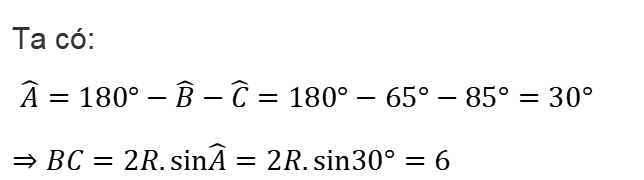 Ta có:
Â = 180° − B̂ − Ĉ = 180° − 65° − 85° = 30°
⇒ BC = 2R. sinÂ = 2R. sin30° = 6